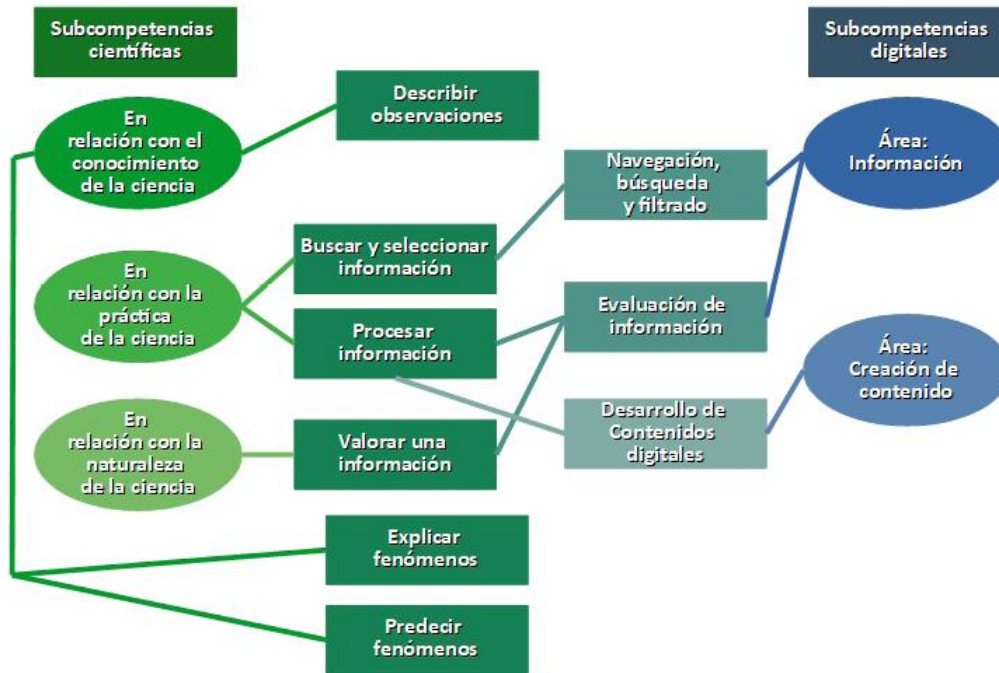 Subcompetencias
científicas
Subcompetencias
digitales
En
relación con el
conocimiento
de la ciencia
Describir
observaciones
Navegación,
búsqueda
y filtrado
Área:
Información
En
relación con la
práctica
de la ciencia
Buscar y seleccionar
información
Procesar
información
Evaluación de
información
Área:
Creación de
contenido
En
relación con la
naturaleza
de la ciencia
Valorar una
información
Desarrollo de
Contenidos
digitales
Explicar
fenómenos
Predecir
fenómenos